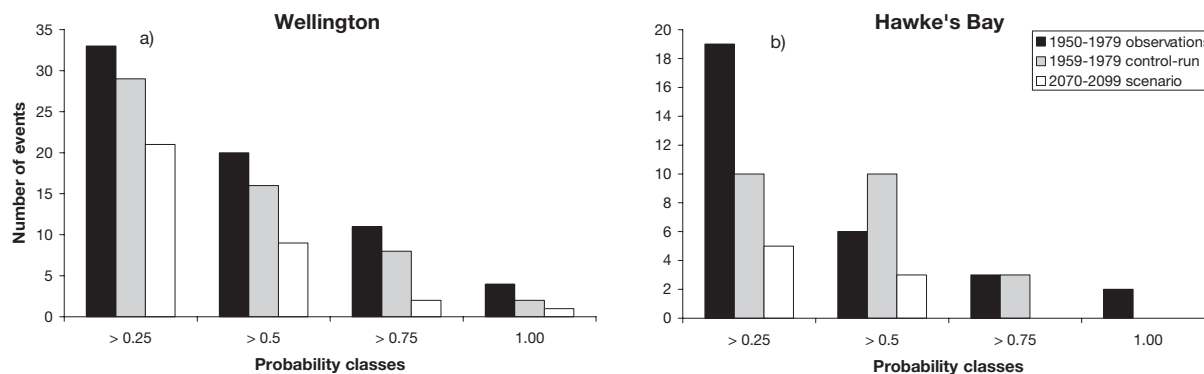 Wellington
a)
35
30
25
20
15
10
5
0
Number of events
> 0.25 > 0.5 > 0.75 1.00
Probability classes
Hawke's Bay
b)
1950-1979 observations
1959-1979 control-run
2070-2099 scenario
20
18
16
14
12
10
8
6
4
2
0
> 0.25 > 0.5 > 0.75 1.00
Probability classes